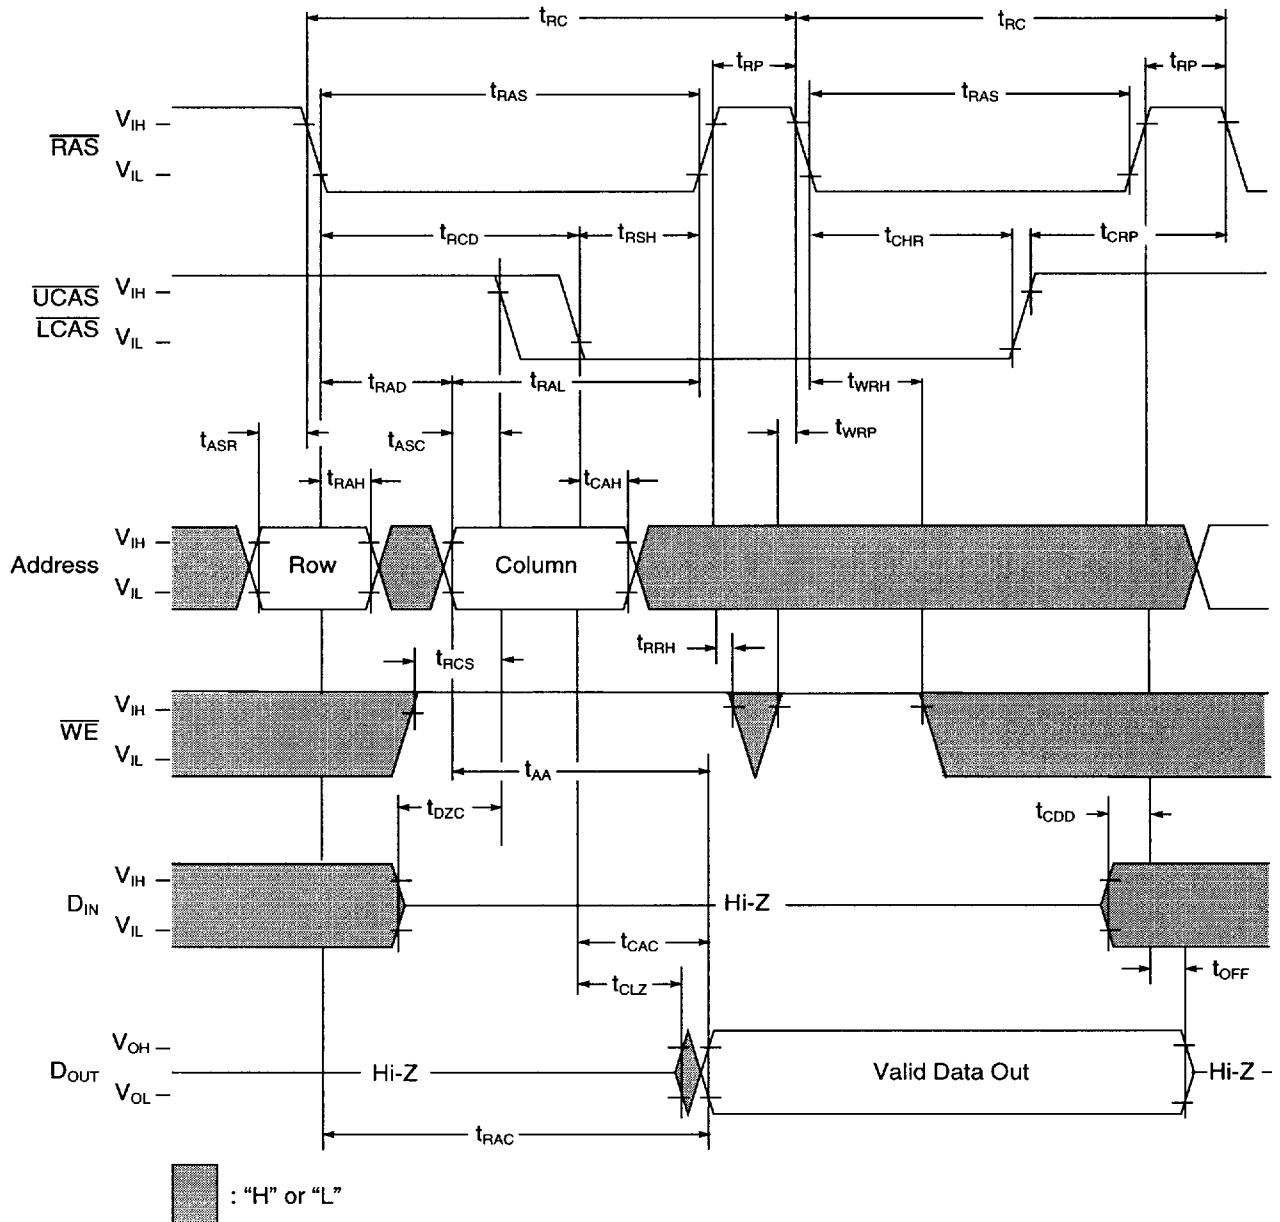 tRC
tRC
tRP
tRP
tRAS
tRAS
RAS
VIH
VIL
tRCD
tRSH
tCHR
tCRP
UCAS
LCAS
VIH
VIL
tRAD
tRAL
tWRH
tASR
tASC
tWRP
tRAH
tCAH
Address
VIH
VIL
Row
Column
tRCS
tRRH
WE
VIH
VIL
tAA
tDZC
tCDD
DIN
VIH
VIL
Hi-Z
tCAC
tCLZ
tOFF
DOUT
VOH
VOL
Hi-Z
Valid Data Out
Hi-Z
tRAC
: "H" or "L"